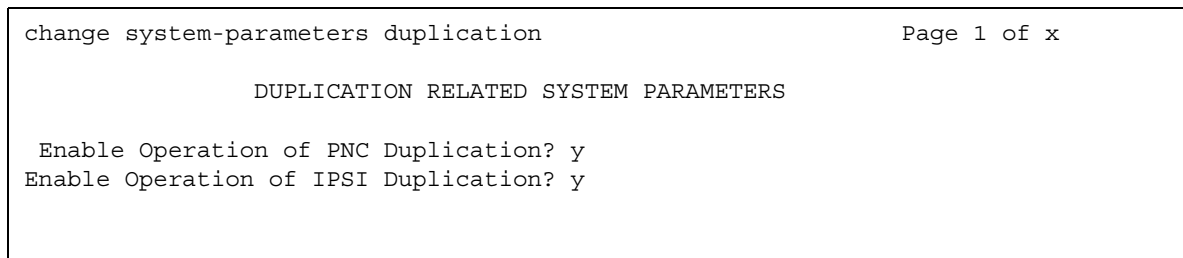 change system-parameters duplication Page 1 of x
DUPLICATION RELATED SYSTEM PARAMETERS
Enable Operation of PNC Duplication? y
Enable Operation of IPSI Duplication? y